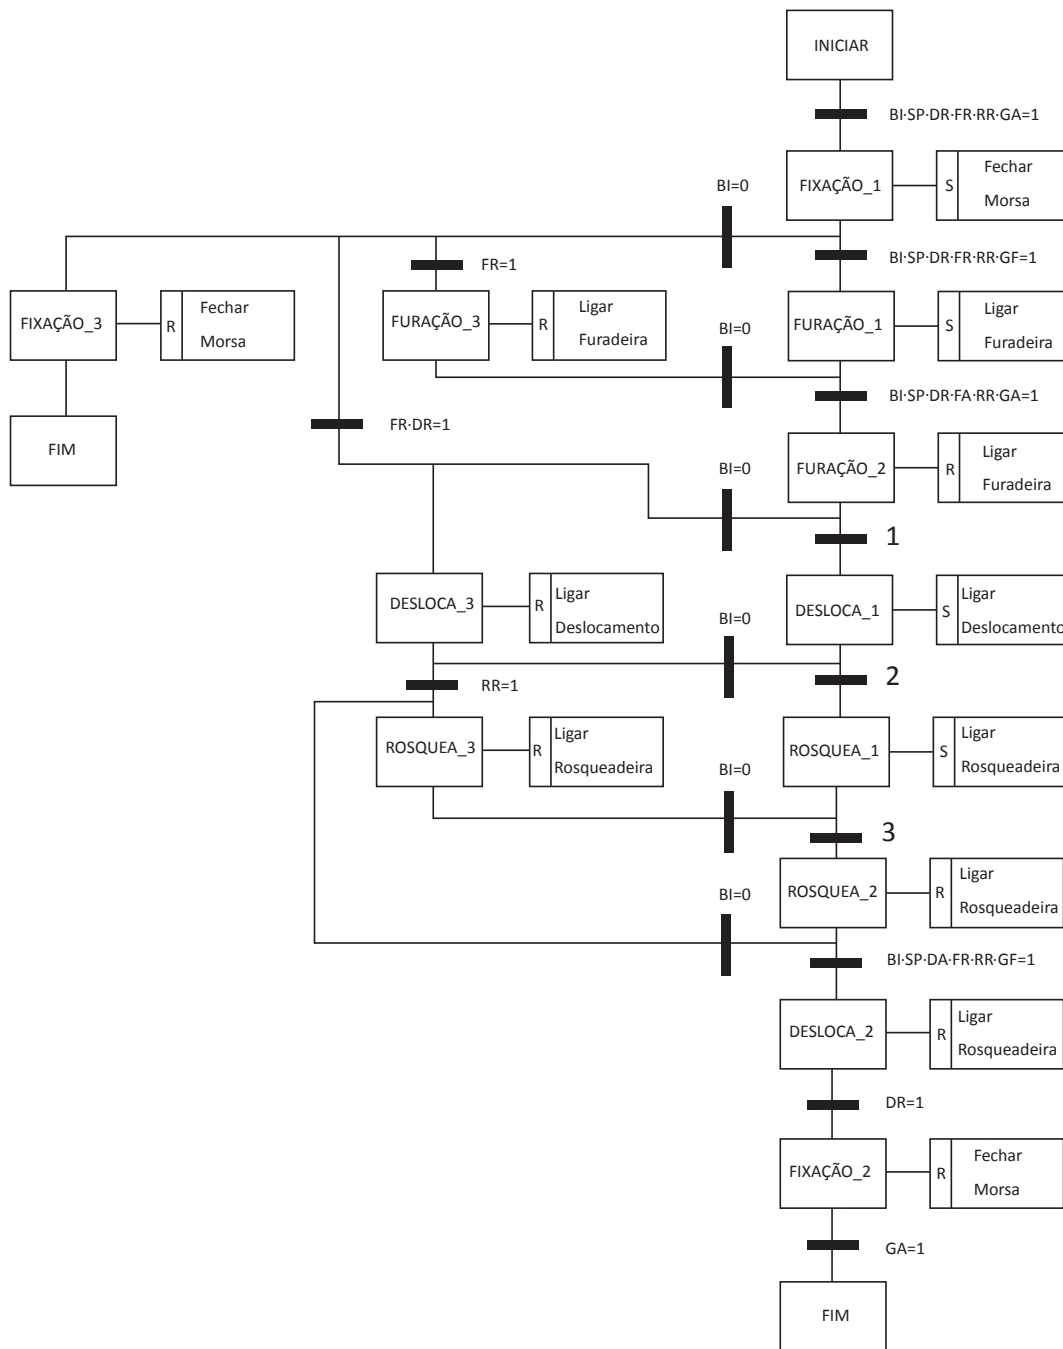 INICIAR
BI·SP·DR·FR·RR·GA=1
FIXAÇÃO_1
S
Fechar
Morsa
BI=0
BI·SP·DR·FR·RR·GF=1
FR=1
FIXAÇÃO_3
R
Fechar
Morsa
FURAÇÃO_3
R
Ligar
Furadeira
BI=0
FURAÇÃO_1
S
Ligar
Furadeira
BI·SP·DR·FA·RR·GA=1
FIM
FR·DR=1
FURAÇÃO_2
R
Ligar
Furadeira
BI=0
1
DESLOCA_3
R
Ligar
Deslocamento
DESLOCA_1
S
Ligar
Deslocamento
BI=0
2
RR=1
ROSQUEA_3
R
Ligar
Rosqueadeira
ROSQUEA_1
S
Ligar
Rosqueadeira
BI=0
3
ROSQUEA_2
R
Ligar
Rosqueadeira
BI=0
BI·SP·DA·FR·RR·GF=1
DESLOCA_2
R
Ligar
Rosqueadeira
DR=1
FIXAÇÃO_2
R
Fechar
Morsa
GA=1
FIM